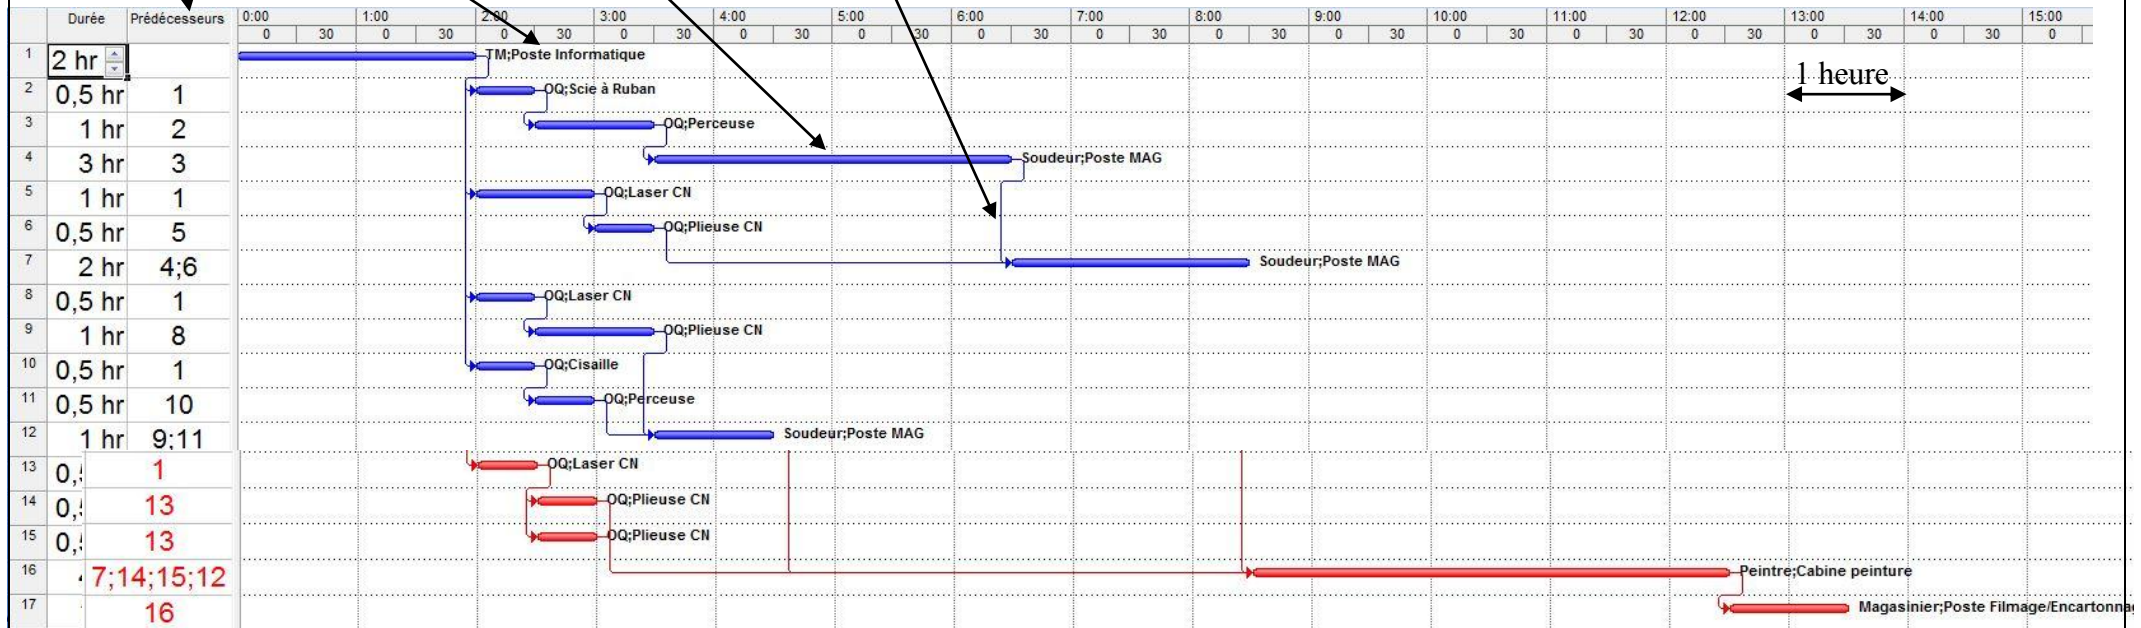 Durée Prédécesseurs 0:00 1:00 2:00 3:00 4:00 5:00 6:00 7:00 8:00 9:00 10:00 11:00 12:00 13:00 14:00 15:00
0 30 0 30 0 30 0 30 0 30 0 30 0 30 0 30 0 30 0 30 0 30 0 30 0 30 0 30 0 30 0
1 2 hr TM;Poste Informatique
1 heure
2 0,5 hr 1 OQ;Scie à Ruban
3 1 hr 2 OQ;Perceuse
4 3 hr 3 Soudeur;Poste MAG
5 1 hr 1 OQ;Laser CN
6 0,5 hr 5 OQ;Plieuse CN
7 2 hr 4;6 Soudeur;Poste MAG
8 0,5 hr 1 OQ;Laser CN
9 1 hr 8 OQ;Plieuse CN
10 0,5 hr 1 OQ;Cisaille
11 0,5 hr 10 OQ;Perceuse
12 1 hr 9;11 Soudeur;Poste MAG
13 1 OQ;Laser CN
14 13 OQ;Plieuse CN
15 13 OQ;Plieuse CN
16 7;14;15;12 Peintre;Cabine peinture
17 16 Magasinier;Poste